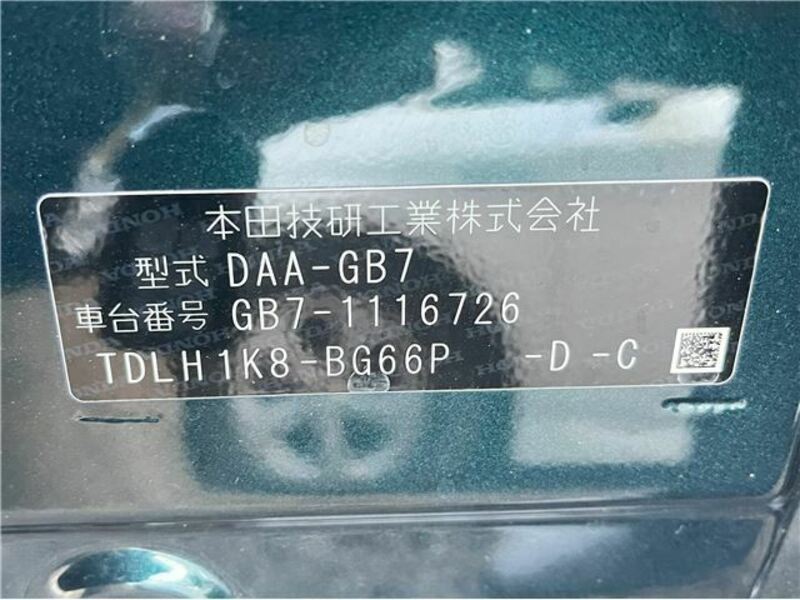 本田技研工業株式会社
型式 DAA-GB7
車台番号 GB7-1116726
TDLH1K8-BG66P -D -C